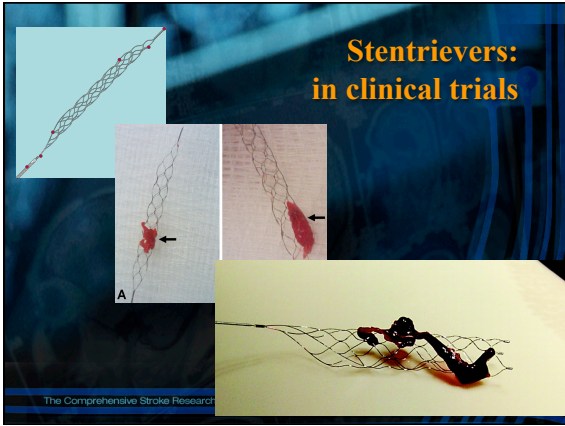 Stentrievers:
in clinical trials
A
The Comprehensive Stroke Research